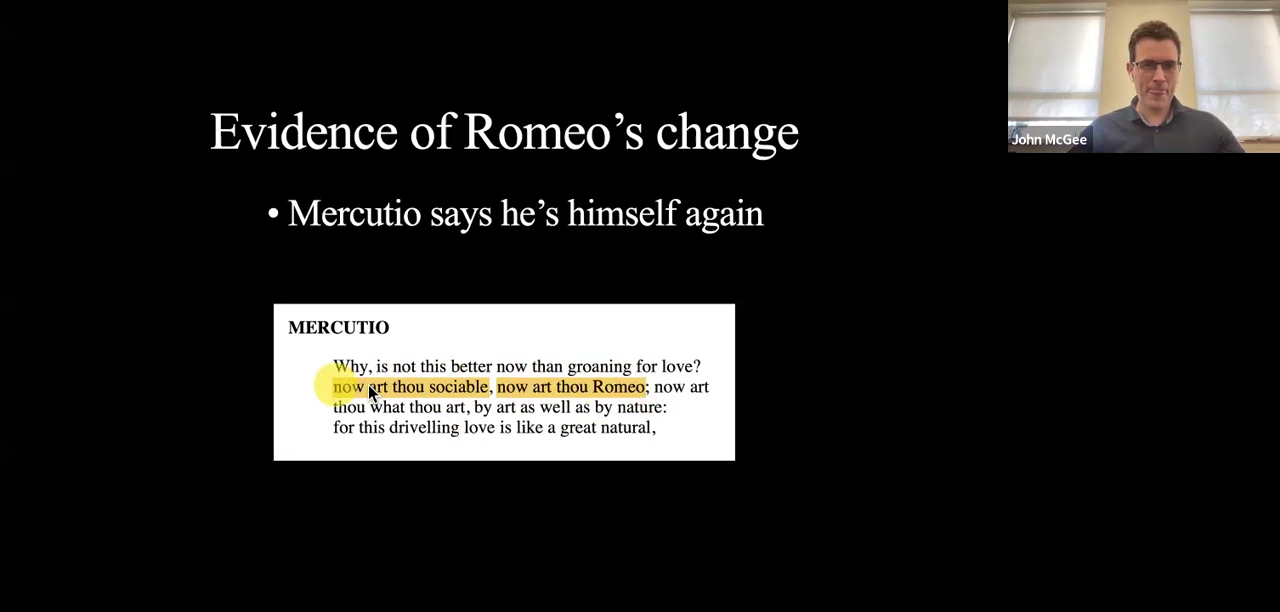 Evidence of Romeo's change
• Mercutio says he's himself again
MERCUTIO
Why, is not this better now than groaning for love?
now art thou sociable, now art thou Romeo; now art
thou what thou art, by art as well as by nature:
for this drivelling love is like a great natural,
John McGee